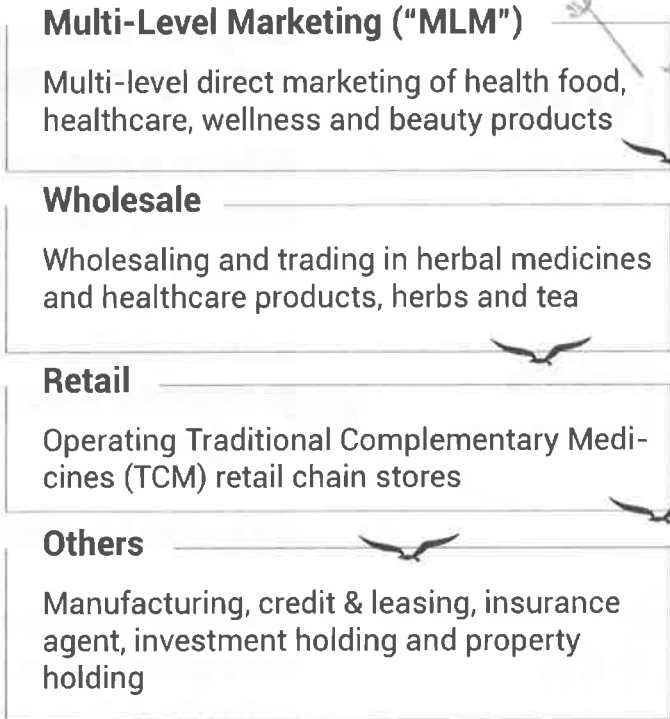 Multi-Level Marketing (“MLM”)
Multi-level direct marketing of health food,
healthcare, wellness and beauty products
Wholesale
Wholesaling and trading in herbal medicines
and healthcare products, herbs and tea
Retail
Operating Traditional Complementary Medi-
cines (TCM) retail chain stores
Others
Manufacturing, credit & leasing, insurance
agent, investment holding and property
holding